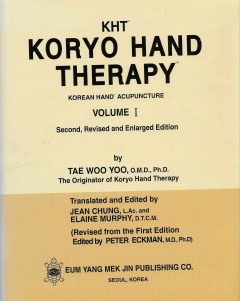 KHT™
KORYO HAND
THERAPY™
KOREAN HAND ACUPUNCTURE
VOLUME I
Second, Revised and Enlarged Edition
by
TAE WOO YOO, O.M.D., Ph.D.
The Originator of Koryo Hand Therapy
Translated and Edited by
JEAN CHUNG, L.Ac. and
ELAINE MURPHY, D.T.C.M.
(Revised from the First Edition
Edited by PETER ECKMAN, M.D., Ph.D)
EUM YANG MEK JIN PUBLISHING CO.
SEOUL, KOREA